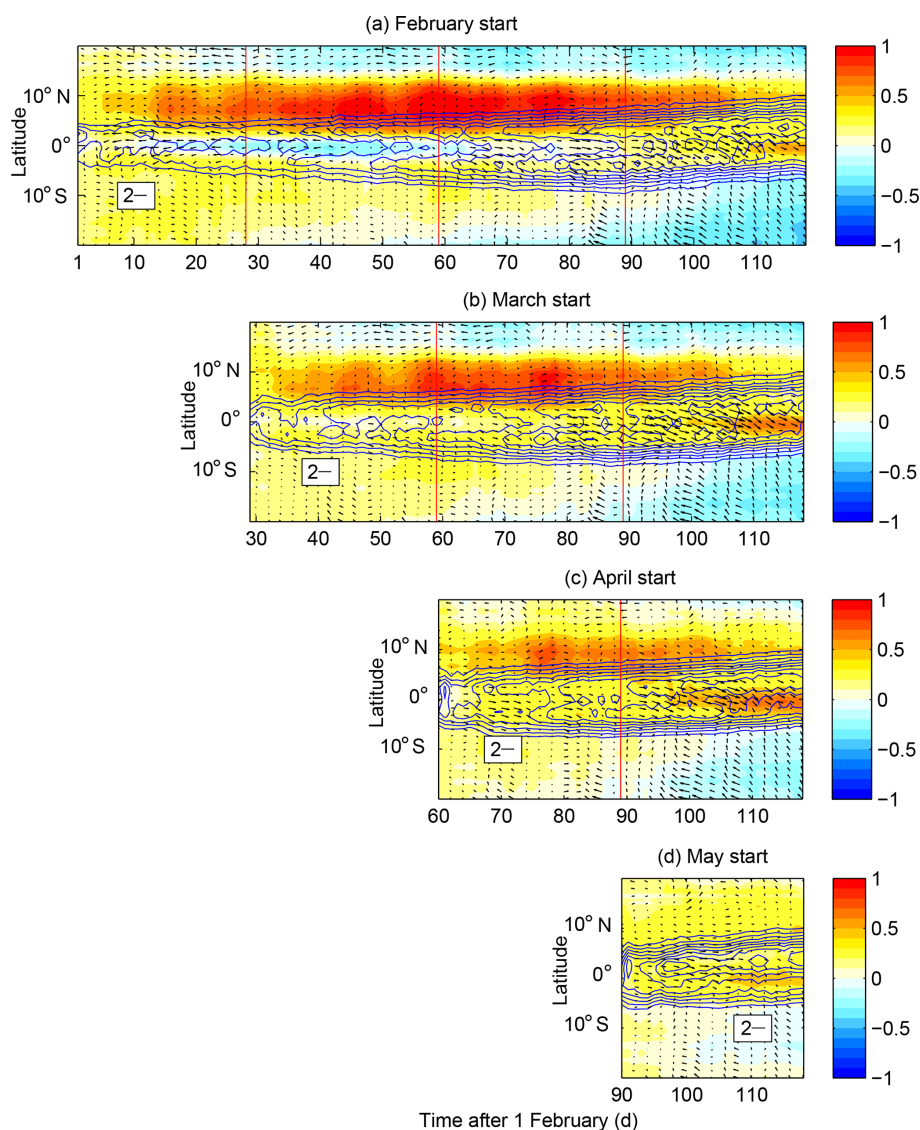 (a) February start
Latitude
10° N
0°
10° S
2
1 10 20 30 40 50 60 70 80 90 100 110
1
0.5
0
−0.5
−1
(b) March start
Latitude
10° N
0°
10° S
2
30 40 50 60 70 80 90 100 110
1
0.5
0
−0.5
−1
(c) April start
Latitude
10° N
0°
10° S
2
60 70 80 90 100 110
1
0.5
0
−0.5
−1
(d) May start
Latitude
10° N
0°
10° S
2
90 100 110
1
0.5
0
−0.5
−1
Time after 1 February (d)